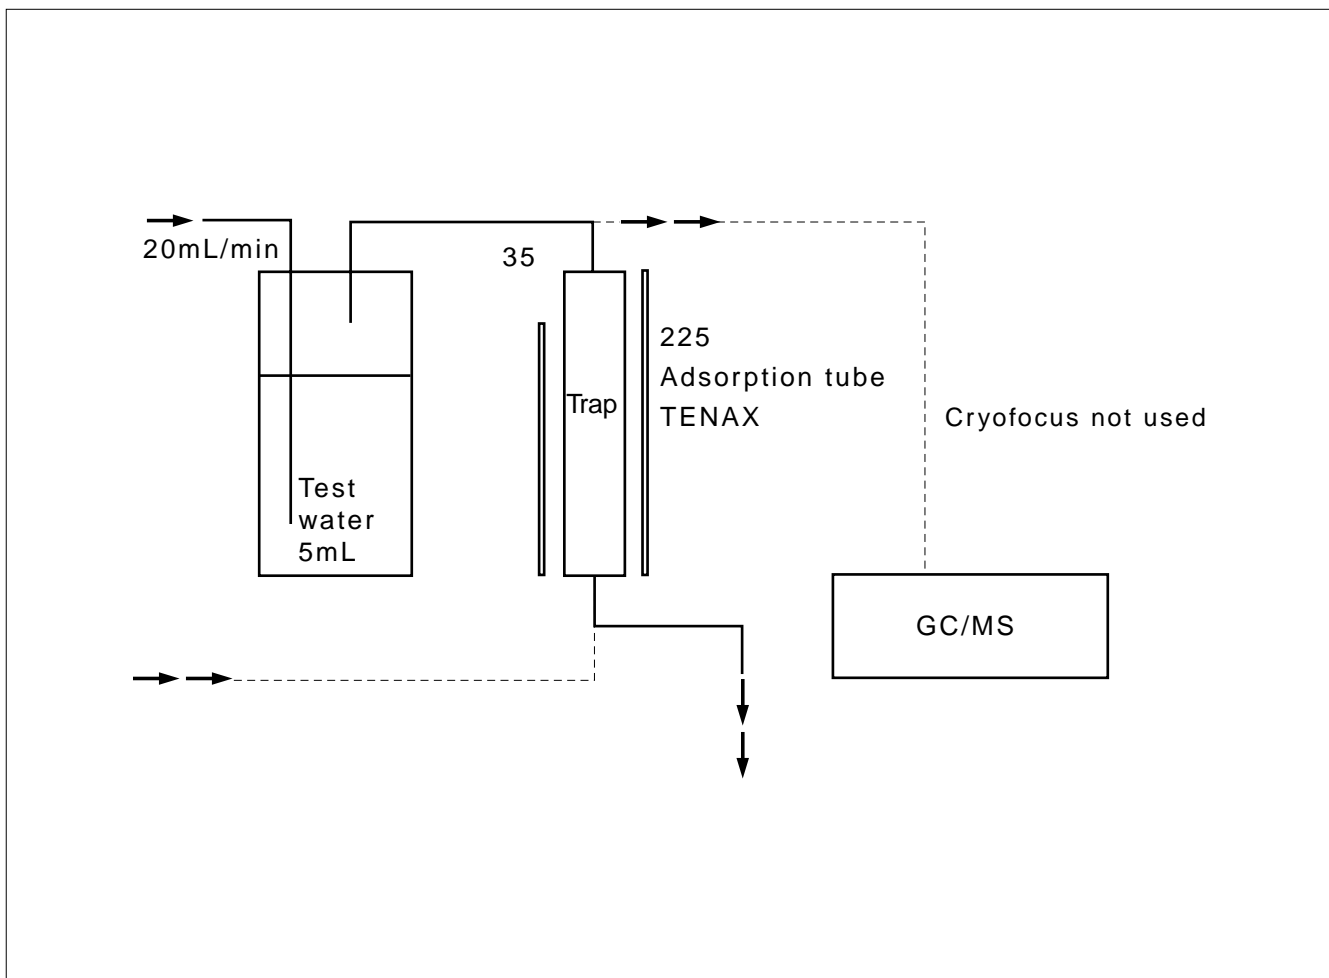 20mL/min
35
225
Adsorption tube
TENAX
Trap
Cryofocus not used
Test
water
5mL
GC/MS